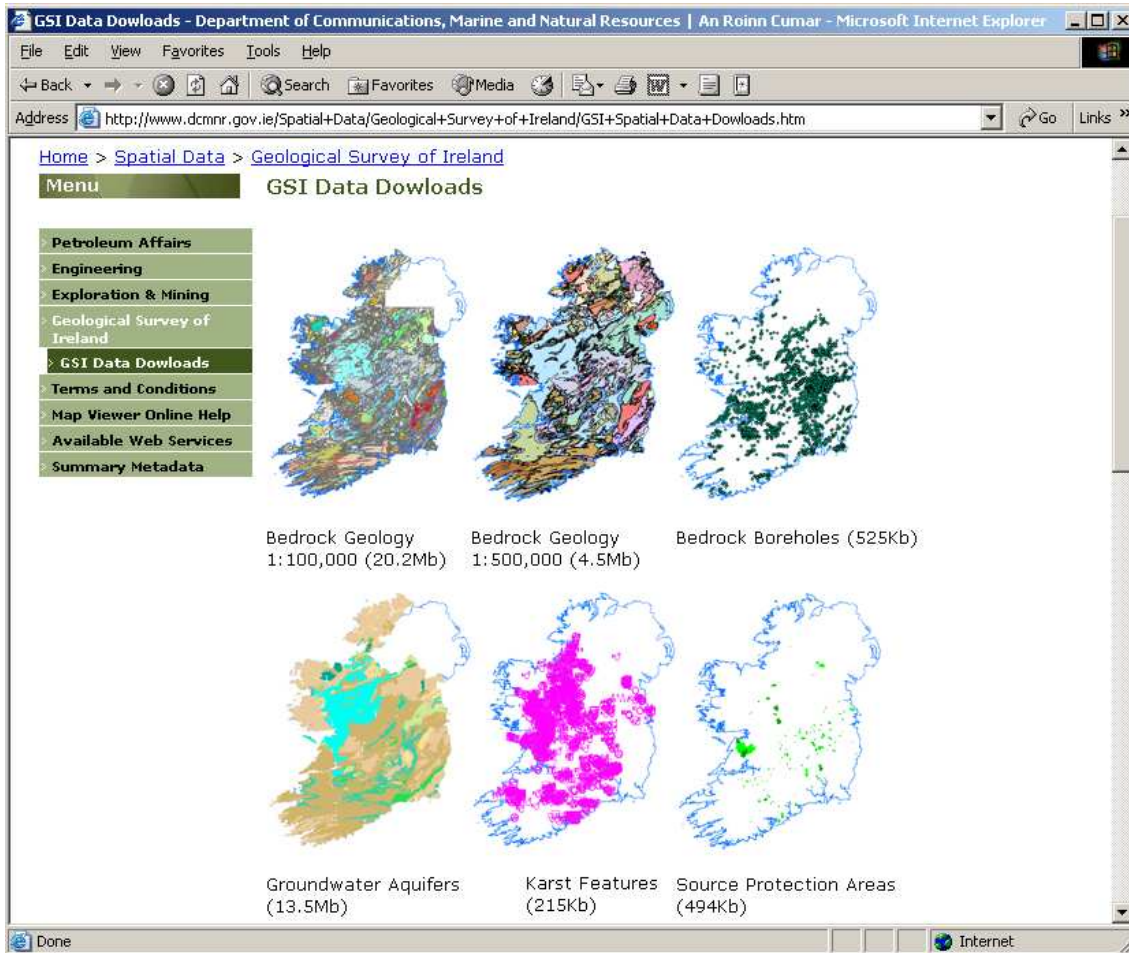 GSI Data Dowloads - Department of Communications, Marine and Natural Resources | An Roinn Cumar - Microsoft Internet Explorer
File Edit View Favorites Tools Help
Back Search Favorites Media
Address http://www.dcmnr.gov.ie/Spatial+Data/Geological+Survey+of+Ireland/GSI+Spatial+Data+Dowloads.htm Go Links »
Home > Spatial Data > Geological Survey of Ireland
Menu
GSI Data Dowloads
> Petroleum Affairs
> Engineering
> Exploration & Mining
> Geological Survey of
Ireland
> GSI Data Dowloads
> Terms and Conditions
> Map Viewer Online Help
> Available Web Services
> Summary Metadata
Bedrock Geology
1:100,000 (20.2Mb)
Bedrock Geology
1:500,000 (4.5Mb)
Bedrock Boreholes (525Kb)
Groundwater Aquifers
(13.5Mb)
Karst Features
(215Kb)
Source Protection Areas
(494Kb)
Done Internet